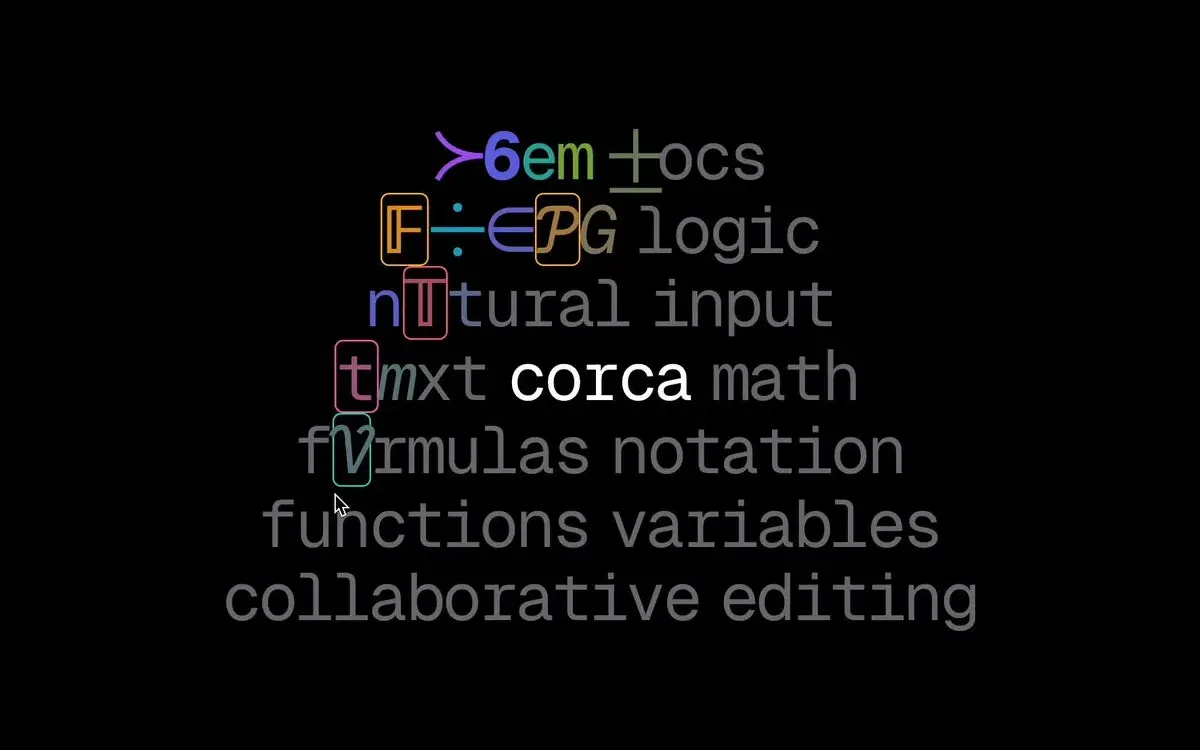 ≻6em ±ocs
𝔽÷∈𝒫G logic
n𝕋tural input
tmxt corca math
f𝒱rmulas notation
functions variables
collaborative editing